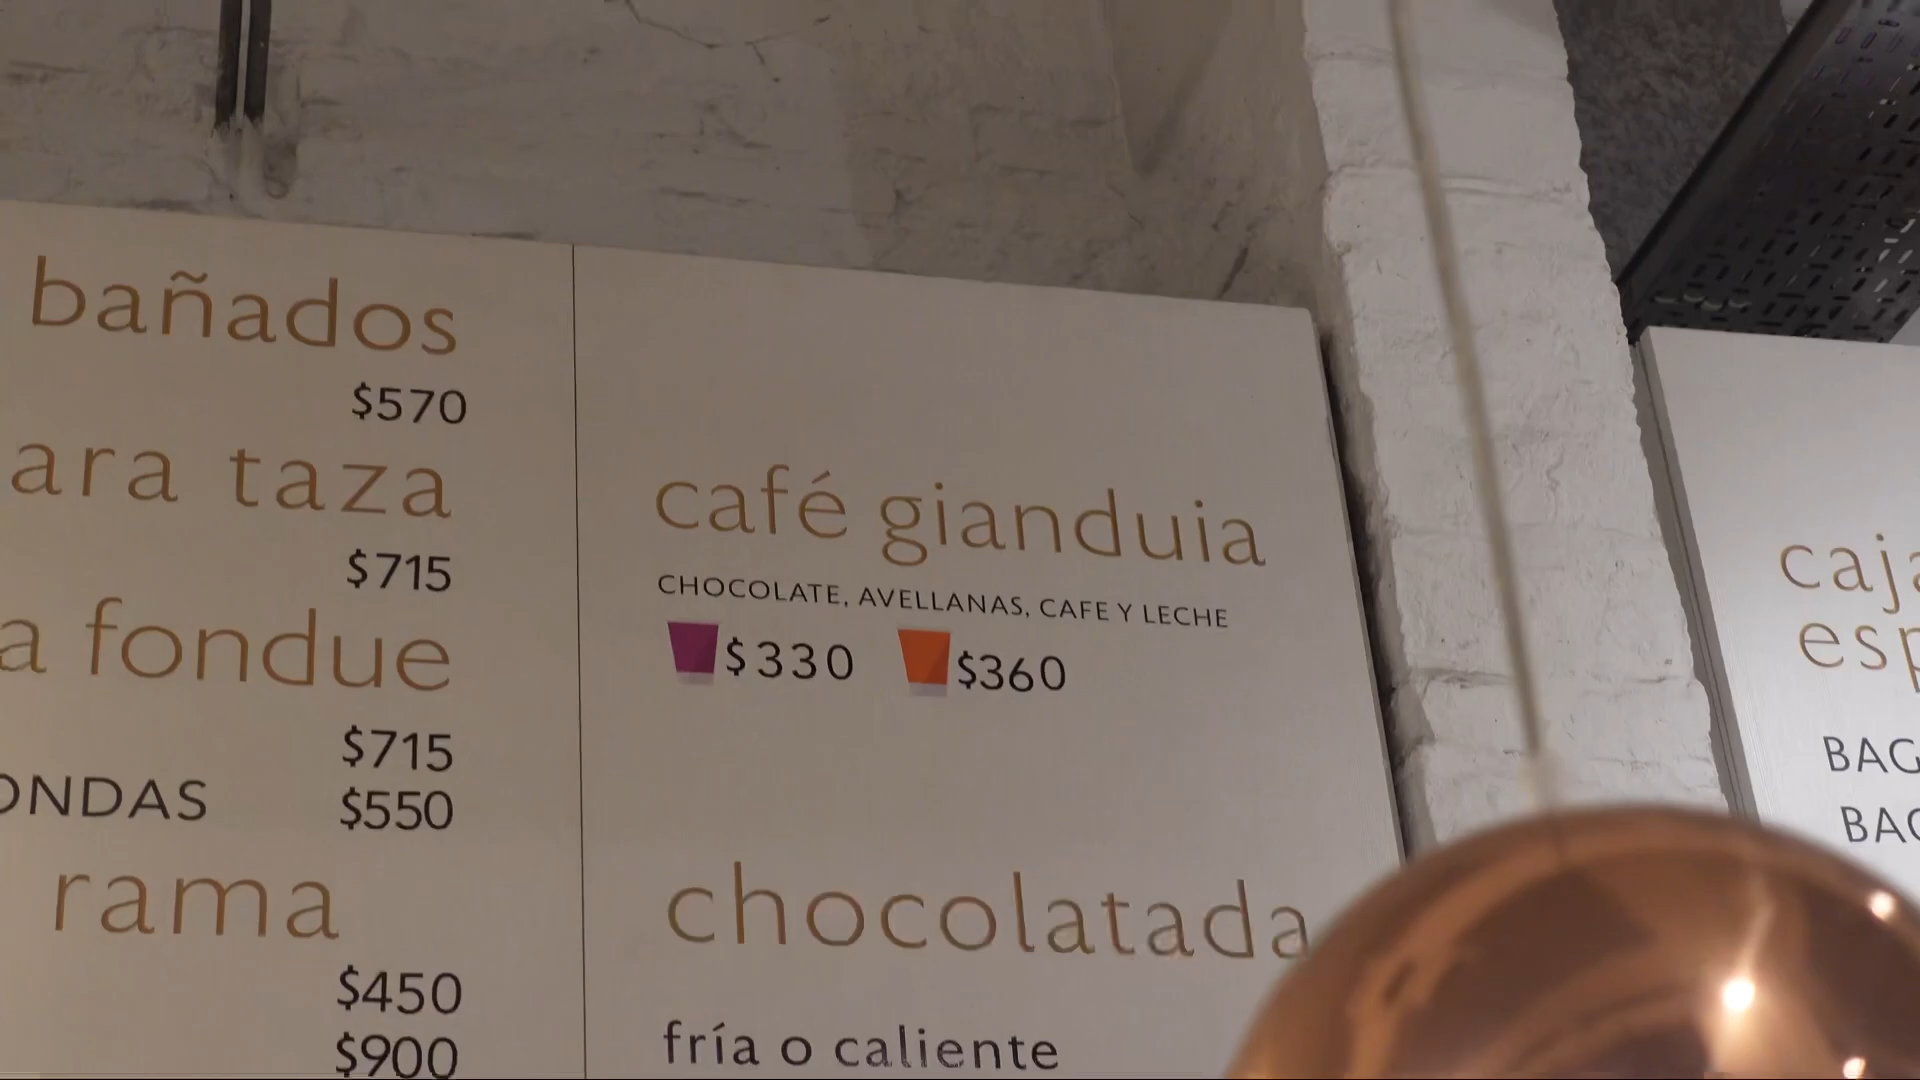 bañados
$570
ara taza
$715
a fondue
$715
ONDAS $550
rama
$450
$900
café gianduia
CHOCOLATE, AVELLANAS, CAFE Y LECHE
$330 $360
chocolatada
fría o caliente
caja
esp
BAG
BAG